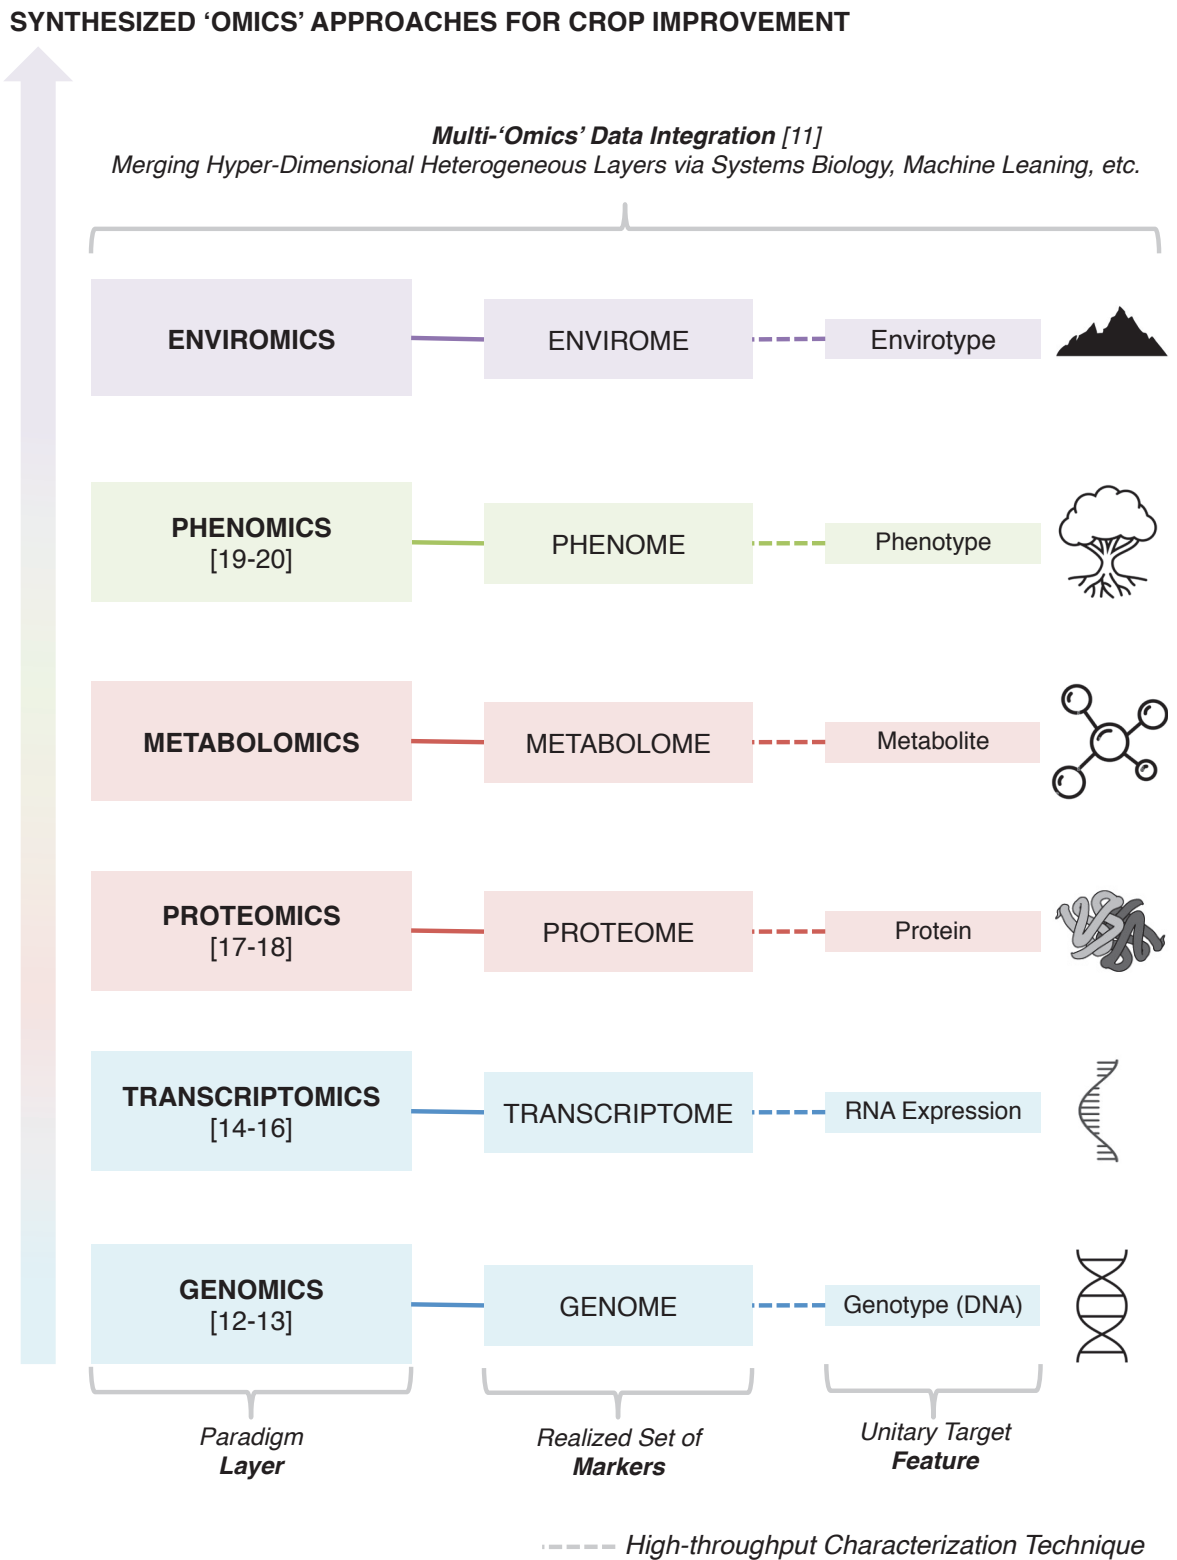 SYNTHESIZED ‘OMICS’ APPROACHES FOR CROP IMPROVEMENT
Multi-‘Omics’ Data Integration [11]
Merging Hyper-Dimensional Heterogeneous Layers via Systems Biology, Machine Leaning, etc.
ENVIROMICS
ENVIROME
Envirotype
PHENOMICS
[19-20]
PHENOME
Phenotype
METABOLOMICS
METABOLOME
Metabolite
PROTEOMICS
[17-18]
PROTEOME
Protein
TRANSCRIPTOMICS
[14-16]
TRANSCRIPTOME
RNA Expression
GENOMICS
[12-13]
GENOME
Genotype (DNA)
Paradigm
Layer
Realized Set of
Markers
Unitary Target
Feature
High-throughput Characterization Technique